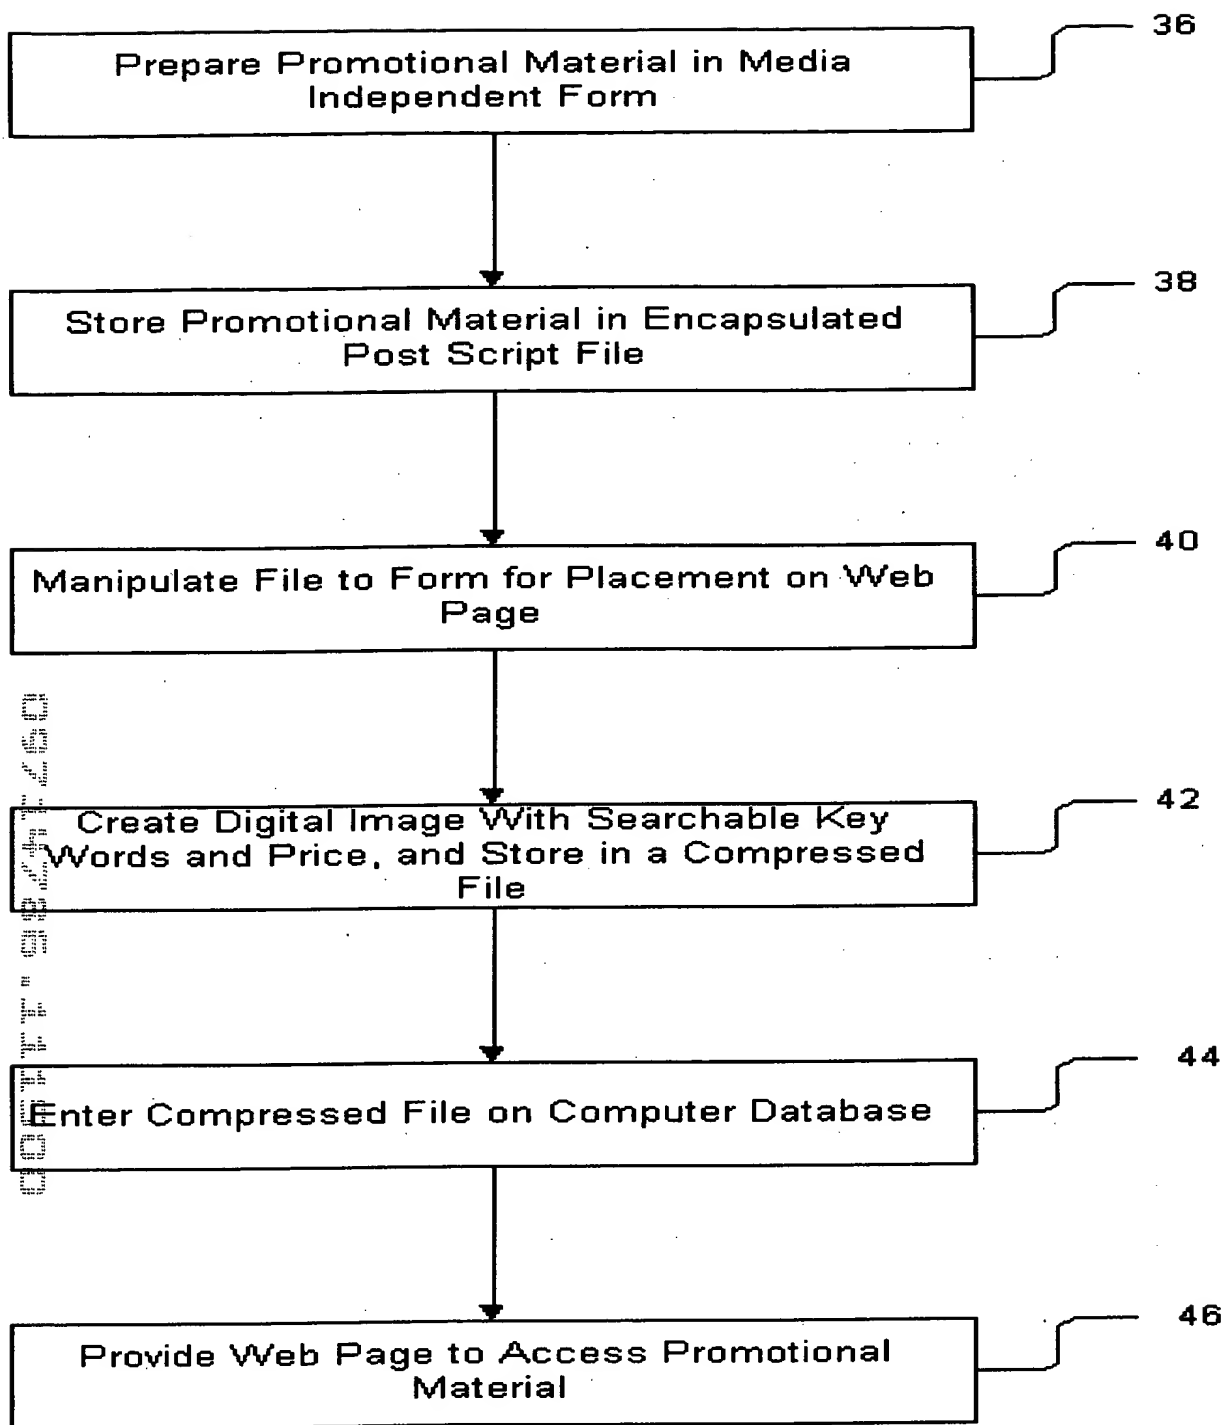 36
Prepare Promotional Material in Media
Independent Form
38
Store Promotional Material in Encapsulated
Post Script File
40
Manipulate File to Form for Placement on Web
Page
42
Create Digital Image With Searchable Key
Words and Price, and Store in a Compressed
File
44
Enter Compressed File on Computer Database
46
Provide Web Page to Access Promotional
Material